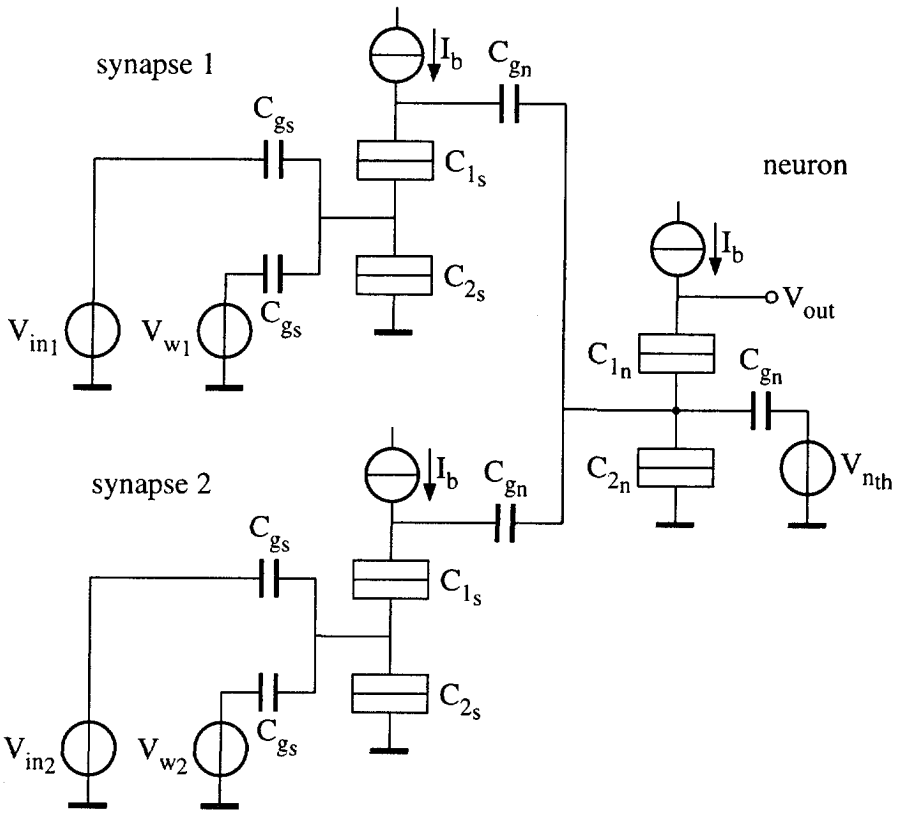 synapse 1
I_b
C_gn
C_gs
C_1s
C_gs
C_2s
V_in1
V_w1
neuron
I_b
V_out
C_1n
C_gn
C_2n
V_nth
synapse 2
I_b
C_gn
C_gs
C_1s
C_gs
C_2s
V_in2
V_w2